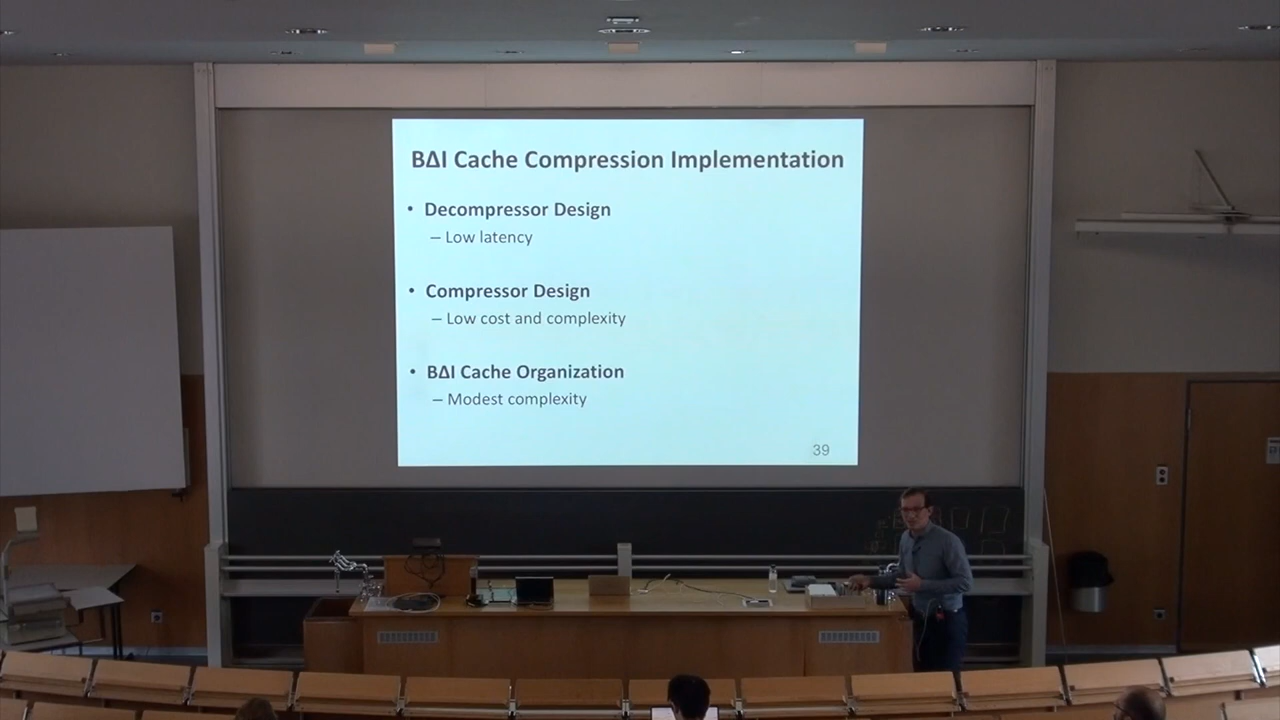 BΔI Cache Compression Implementation
• Decompressor Design
– Low latency
• Compressor Design
– Low cost and complexity
• BΔI Cache Organization
– Modest complexity
39